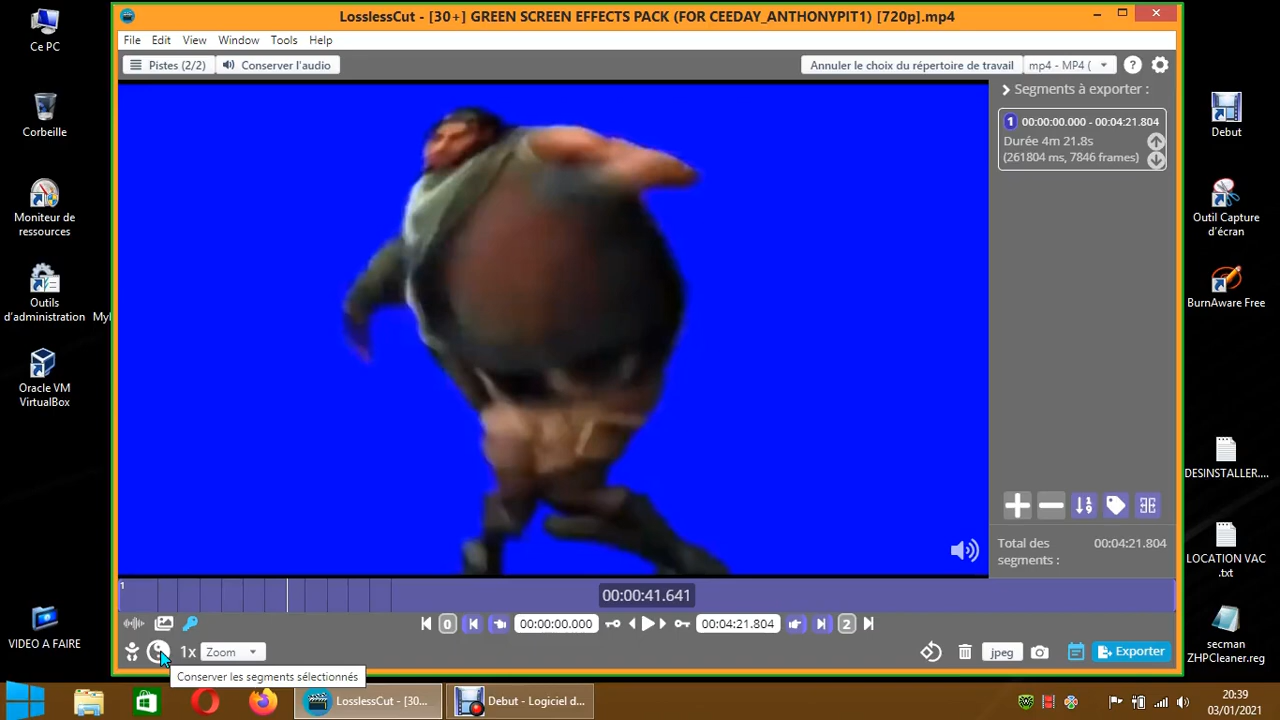 Ce PC
Corbeille
Moniteur de
ressources
Outils
d'administration
Myl
Oracle VM
VirtualBox
VIDEO A FAIRE
LosslessCut - [30+] GREEN SCREEN EFFECTS PACK (FOR CEEDAY_ANTHONYPIT1) [720p].mp4
File Edit View Window Tools Help
Pistes (2/2) Conserver l'audio Annuler le choix du répertoire de travail mp4 - MP4 (
Segments à exporter :
1 00:00:00.000 - 00:04:21.804
Durée 4m 21.8s
(261804 ms, 7846 frames)
Total des
segments :
00:04:21.804
1
00:00:41.641
0 00:00:00.000 00:04:21.804 2
1x Zoom jpeg Exporter
Conserver les segments sélectionnés
Debut
Outil Capture
d'écran
BurnAware Free
DESINSTALLER....
LOCATION VAC
.txt
secman
ZHPCleaner.reg
LosslessCut - [30... Debut - Logiciel d...
20:39
03/01/2021